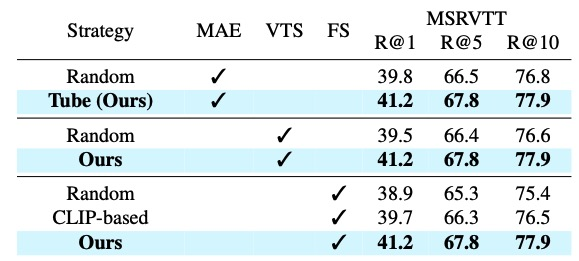 Strategy MAE VTS FS MSRVTT
R@1 R@5 R@10
Random ✓ 39.8 66.5 76.8
Tube (Ours) ✓ 41.2 67.8 77.9
Random ✓ 39.5 66.4 76.6
Ours ✓ 41.2 67.8 77.9
Random ✓ 38.9 65.3 75.4
CLIP-based ✓ 39.7 66.3 76.5
Ours ✓ 41.2 67.8 77.9